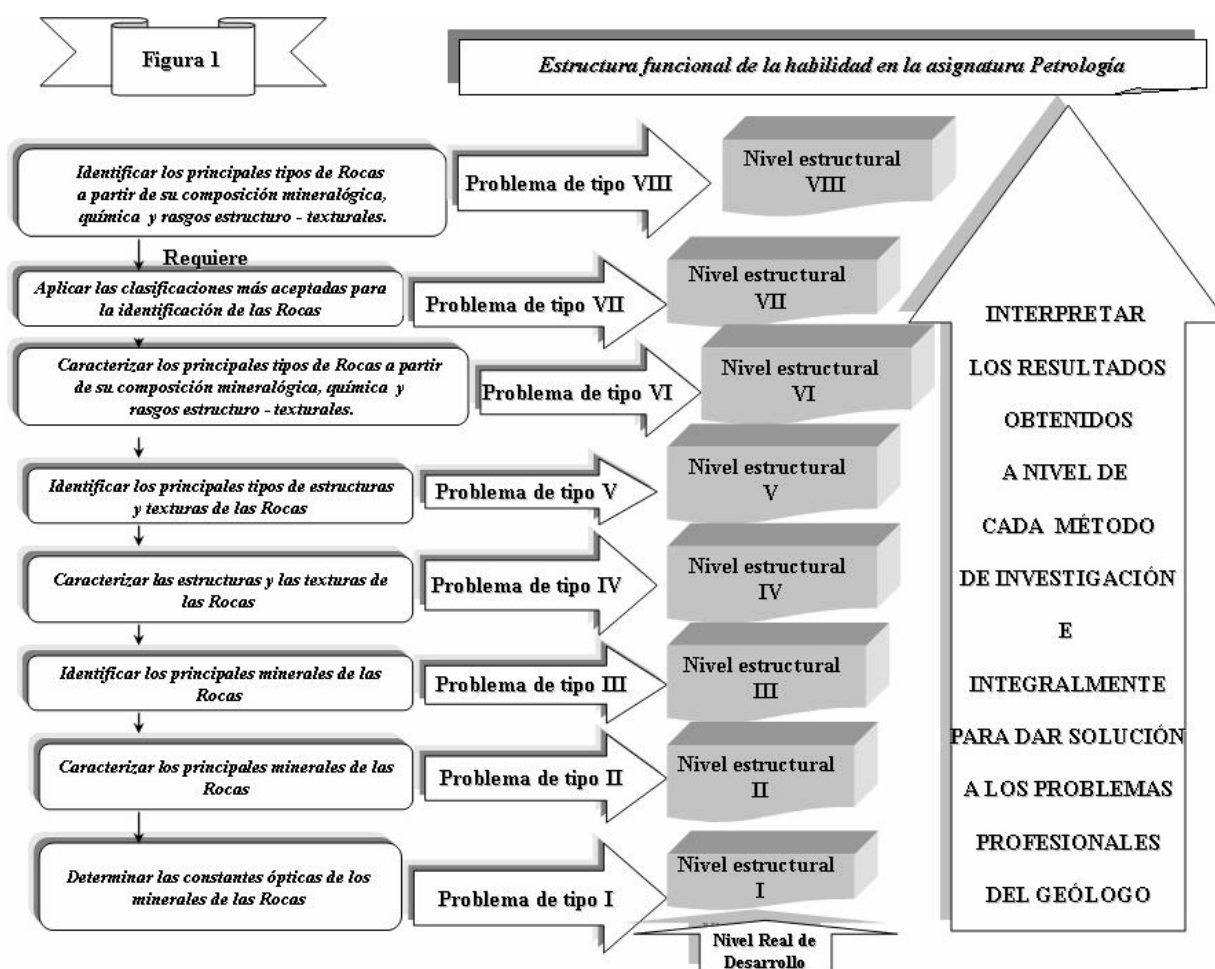 Figura 1
Estructura funcional de la habilidad en la asignatura Petrología
Identificar los principales tipos de Rocas
a partir de su composición mineralógica,
química y rasgos estructuro - texturales.
Problema de tipo VIII
Nivel estructural
VIII
Requiere
Aplicar las clasificaciones más aceptadas para
la identificación de las Rocas
Problema de tipo VII
Nivel estructural
VII
Caracterizar los principales tipos de Rocas a partir
de su composición mineralógica, química y
rasgos estructuro - texturales.
Problema de tipo VI
Nivel estructural
VI
Identificar los principales tipos de estructuras
y texturas de las Rocas
Problema de tipo V
Nivel estructural
V
Caracterizar las estructuras y las texturas de
las Rocas
Problema de tipo IV
Nivel estructural
IV
Identificar los principales minerales de las
Rocas
Problema de tipo III
Nivel estructural
III
Caracterizar los principales minerales de las
Rocas
Problema de tipo II
Nivel estructural
II
Determinar las constantes ópticas de los
minerales de las Rocas
Problema de tipo I
Nivel estructural
I
Nivel Real de
Desarrollo
INTERPRETAR
LOS RESULTADOS
OBTENIDOS
A NIVEL DE
CADA MÉTODO
DE INVESTIGACIÓN
E
INTEGRALMENTE
PARA DAR SOLUCIÓN
A LOS PROBLEMAS
PROFESIONALES
DEL GEÓLOGO